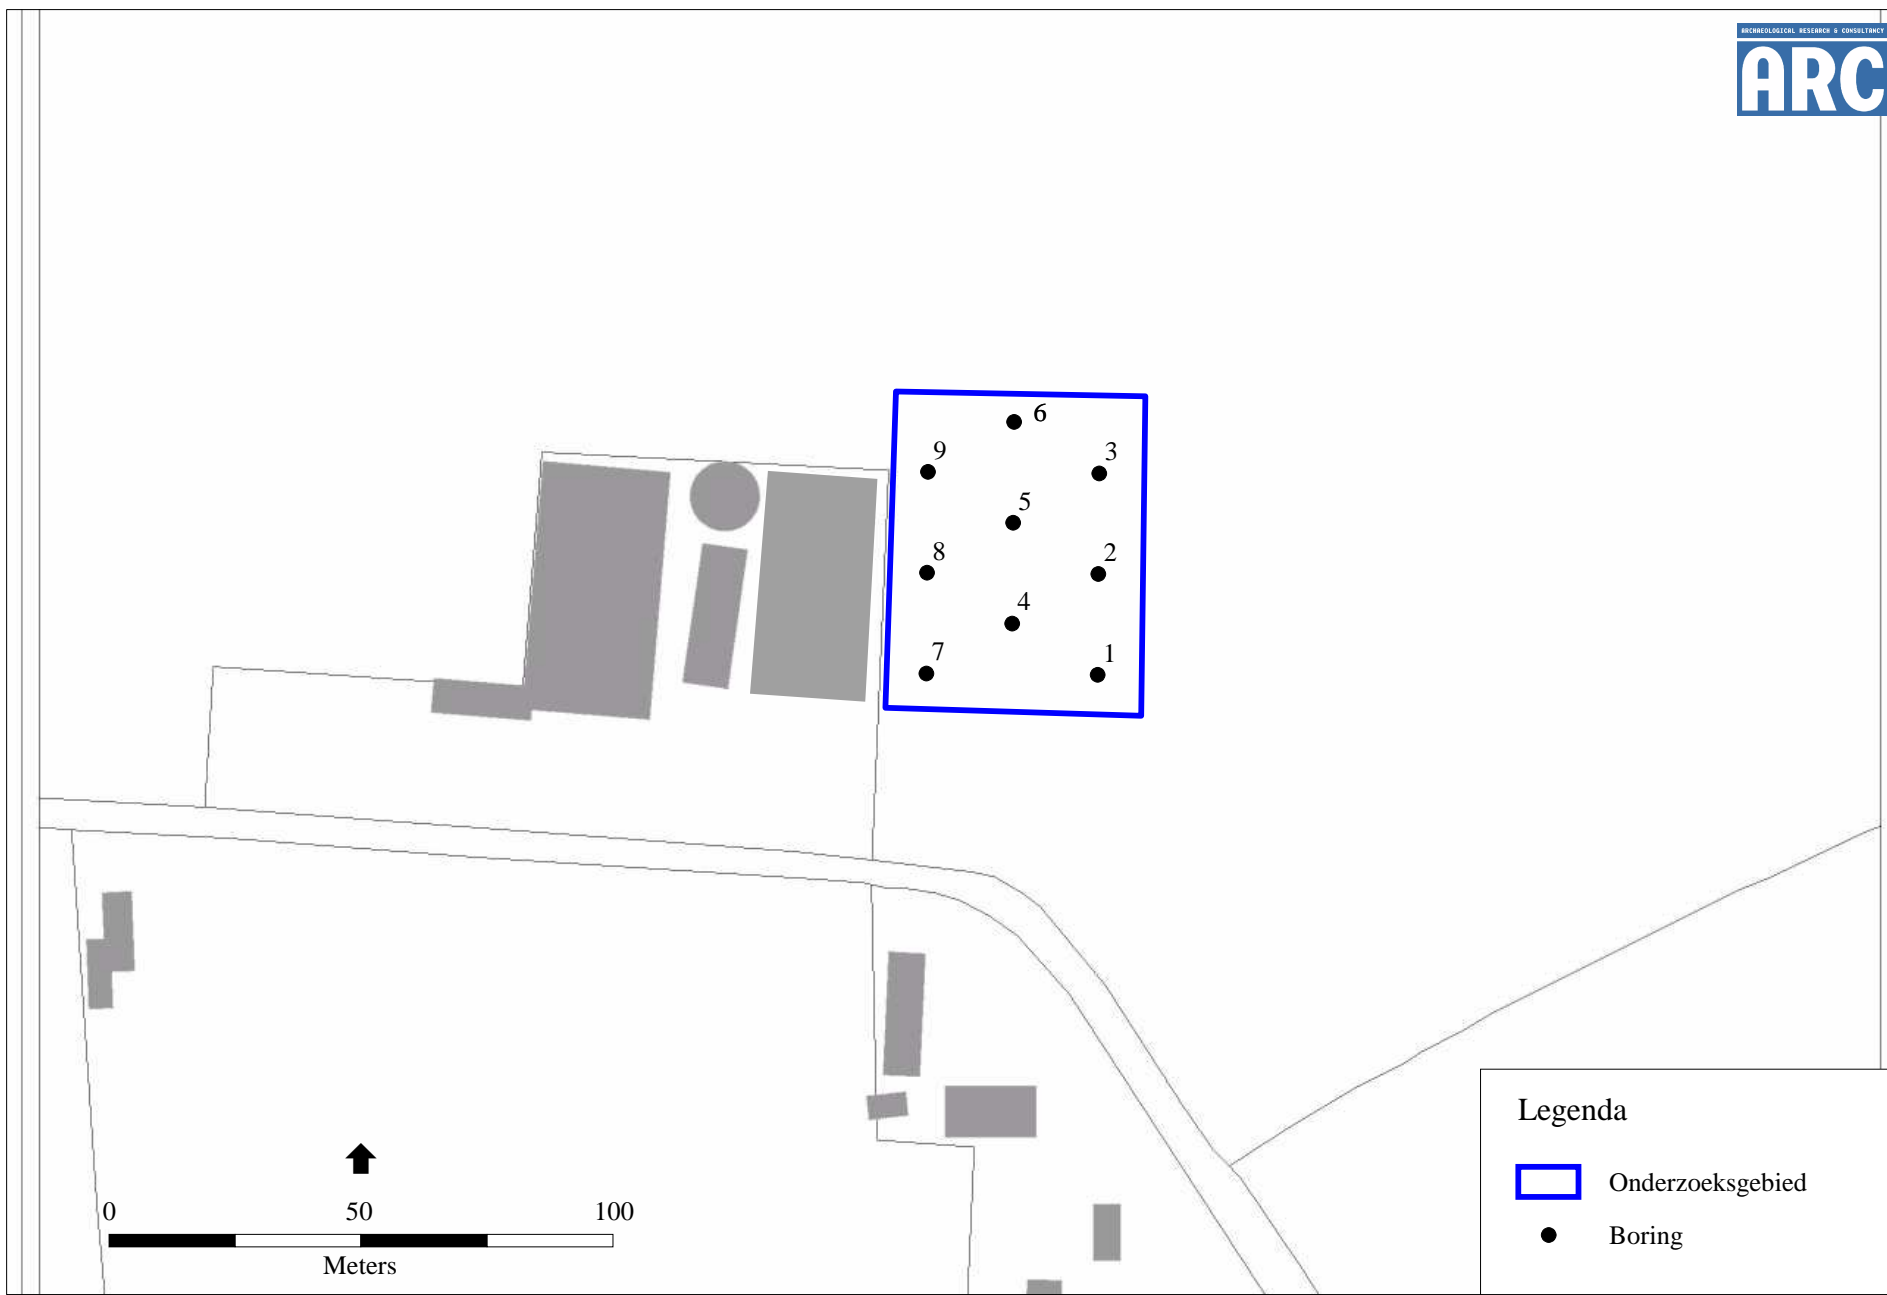 ARCHAEOLOGICAL RESEARCH & CONSULTANCY
ARC
6
9
3
5
8
2
4
7
1
Legenda
Onderzoeksgebied
Boring
0 50 100
Meters